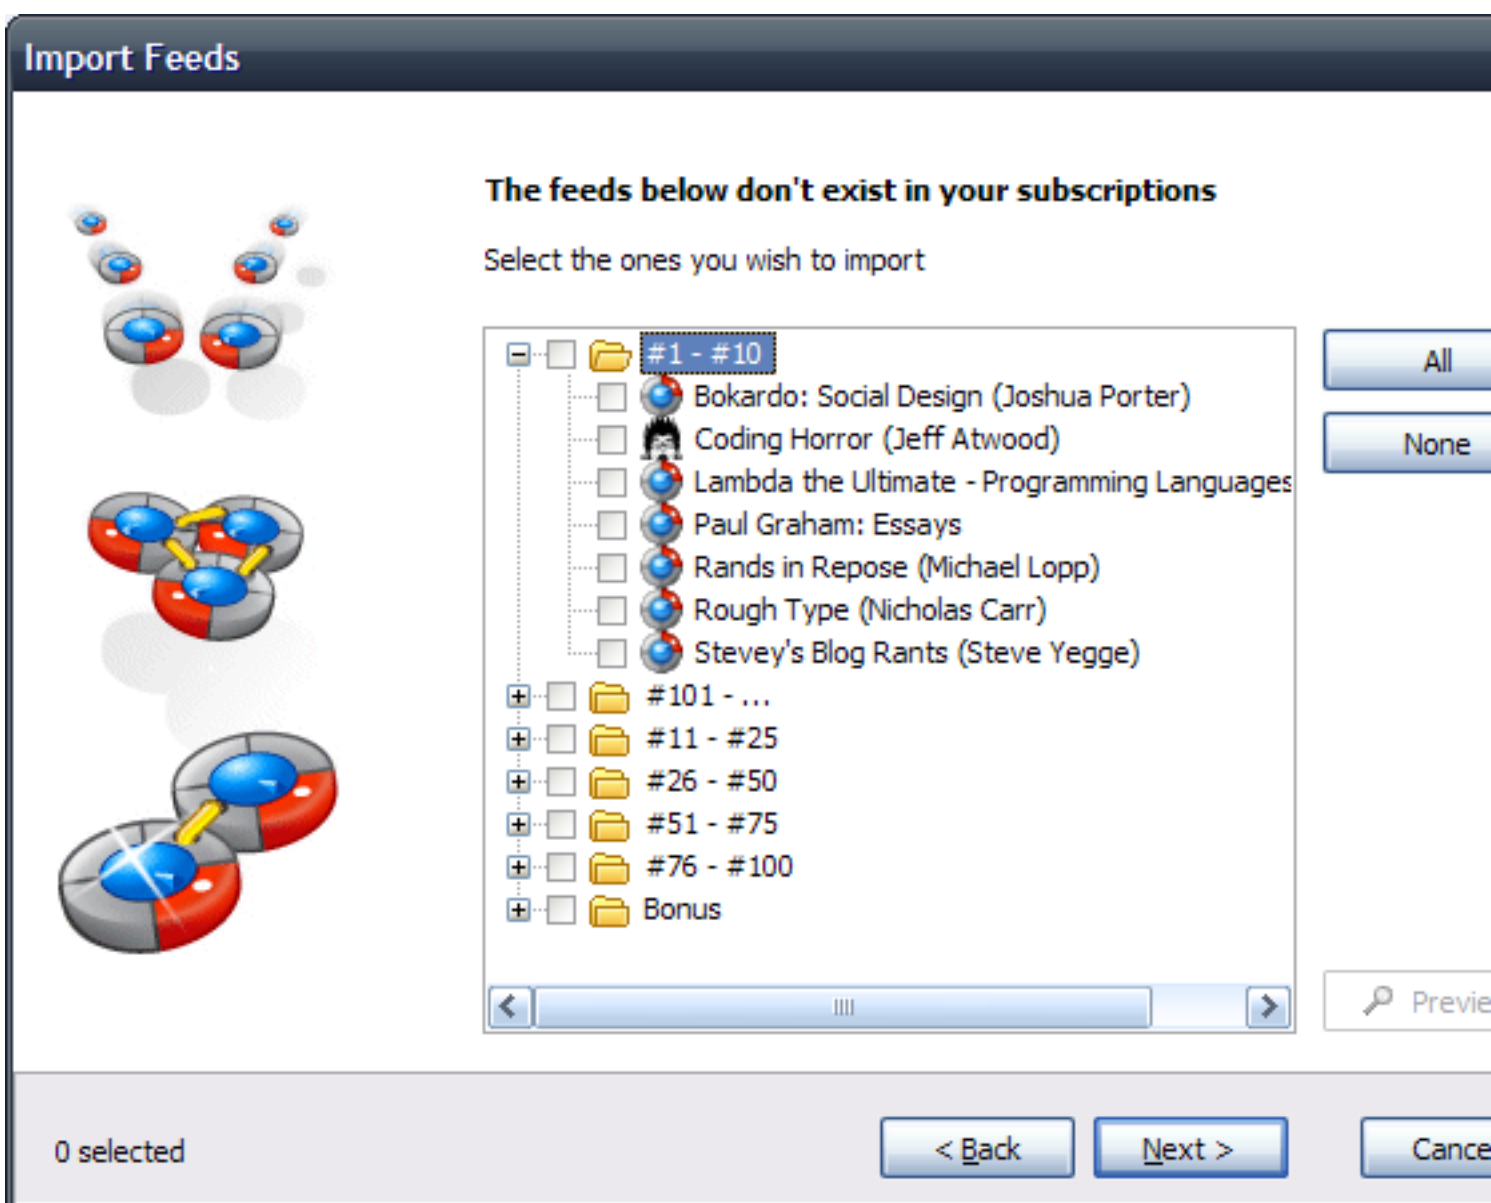 Import Feeds
The feeds below don't exist in your subscriptions
Select the ones you wish to import
#1 - #10
Bokardo: Social Design (Joshua Porter)
Coding Horror (Jeff Atwood)
Lambda the Ultimate - Programming Languages
Paul Graham: Essays
Rands in Repose (Michael Lopp)
Rough Type (Nicholas Carr)
Stevey's Blog Rants (Steve Yegge)
#101 - ...
#11 - #25
#26 - #50
#51 - #75
#76 - #100
Bonus
All
None
Previe
0 selected
< Back
Next >
Cance